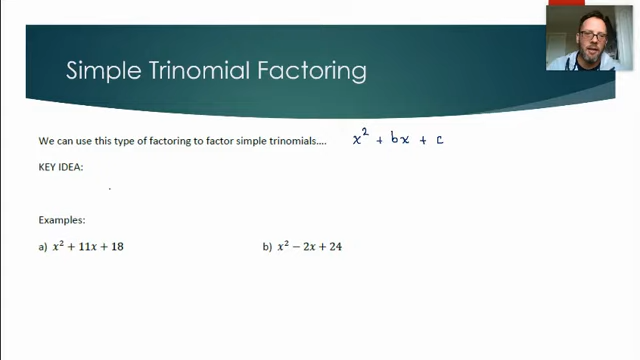 Simple Trinomial Factoring
We can use this type of factoring to factor simple trinomials.... x² + bx + c
KEY IDEA:
Examples:
a) x² + 11x + 18 b) x² − 2x + 24